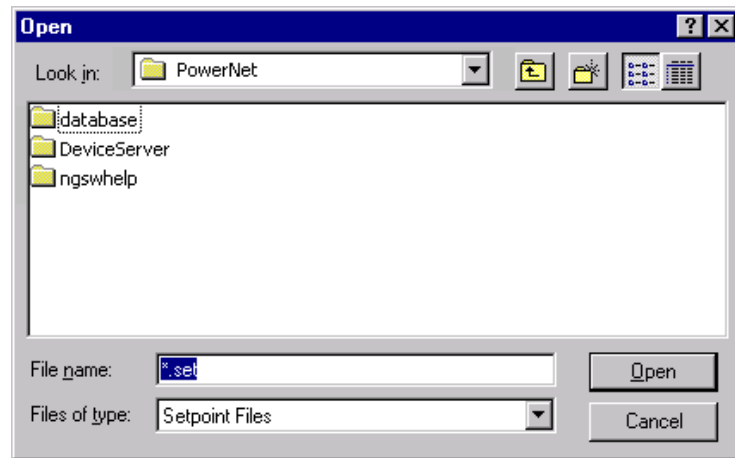 Open
Look in: PowerNet
database
DeviceServer
ngswhelp
File name: *.set Open
Files of type: Setpoint Files Cancel